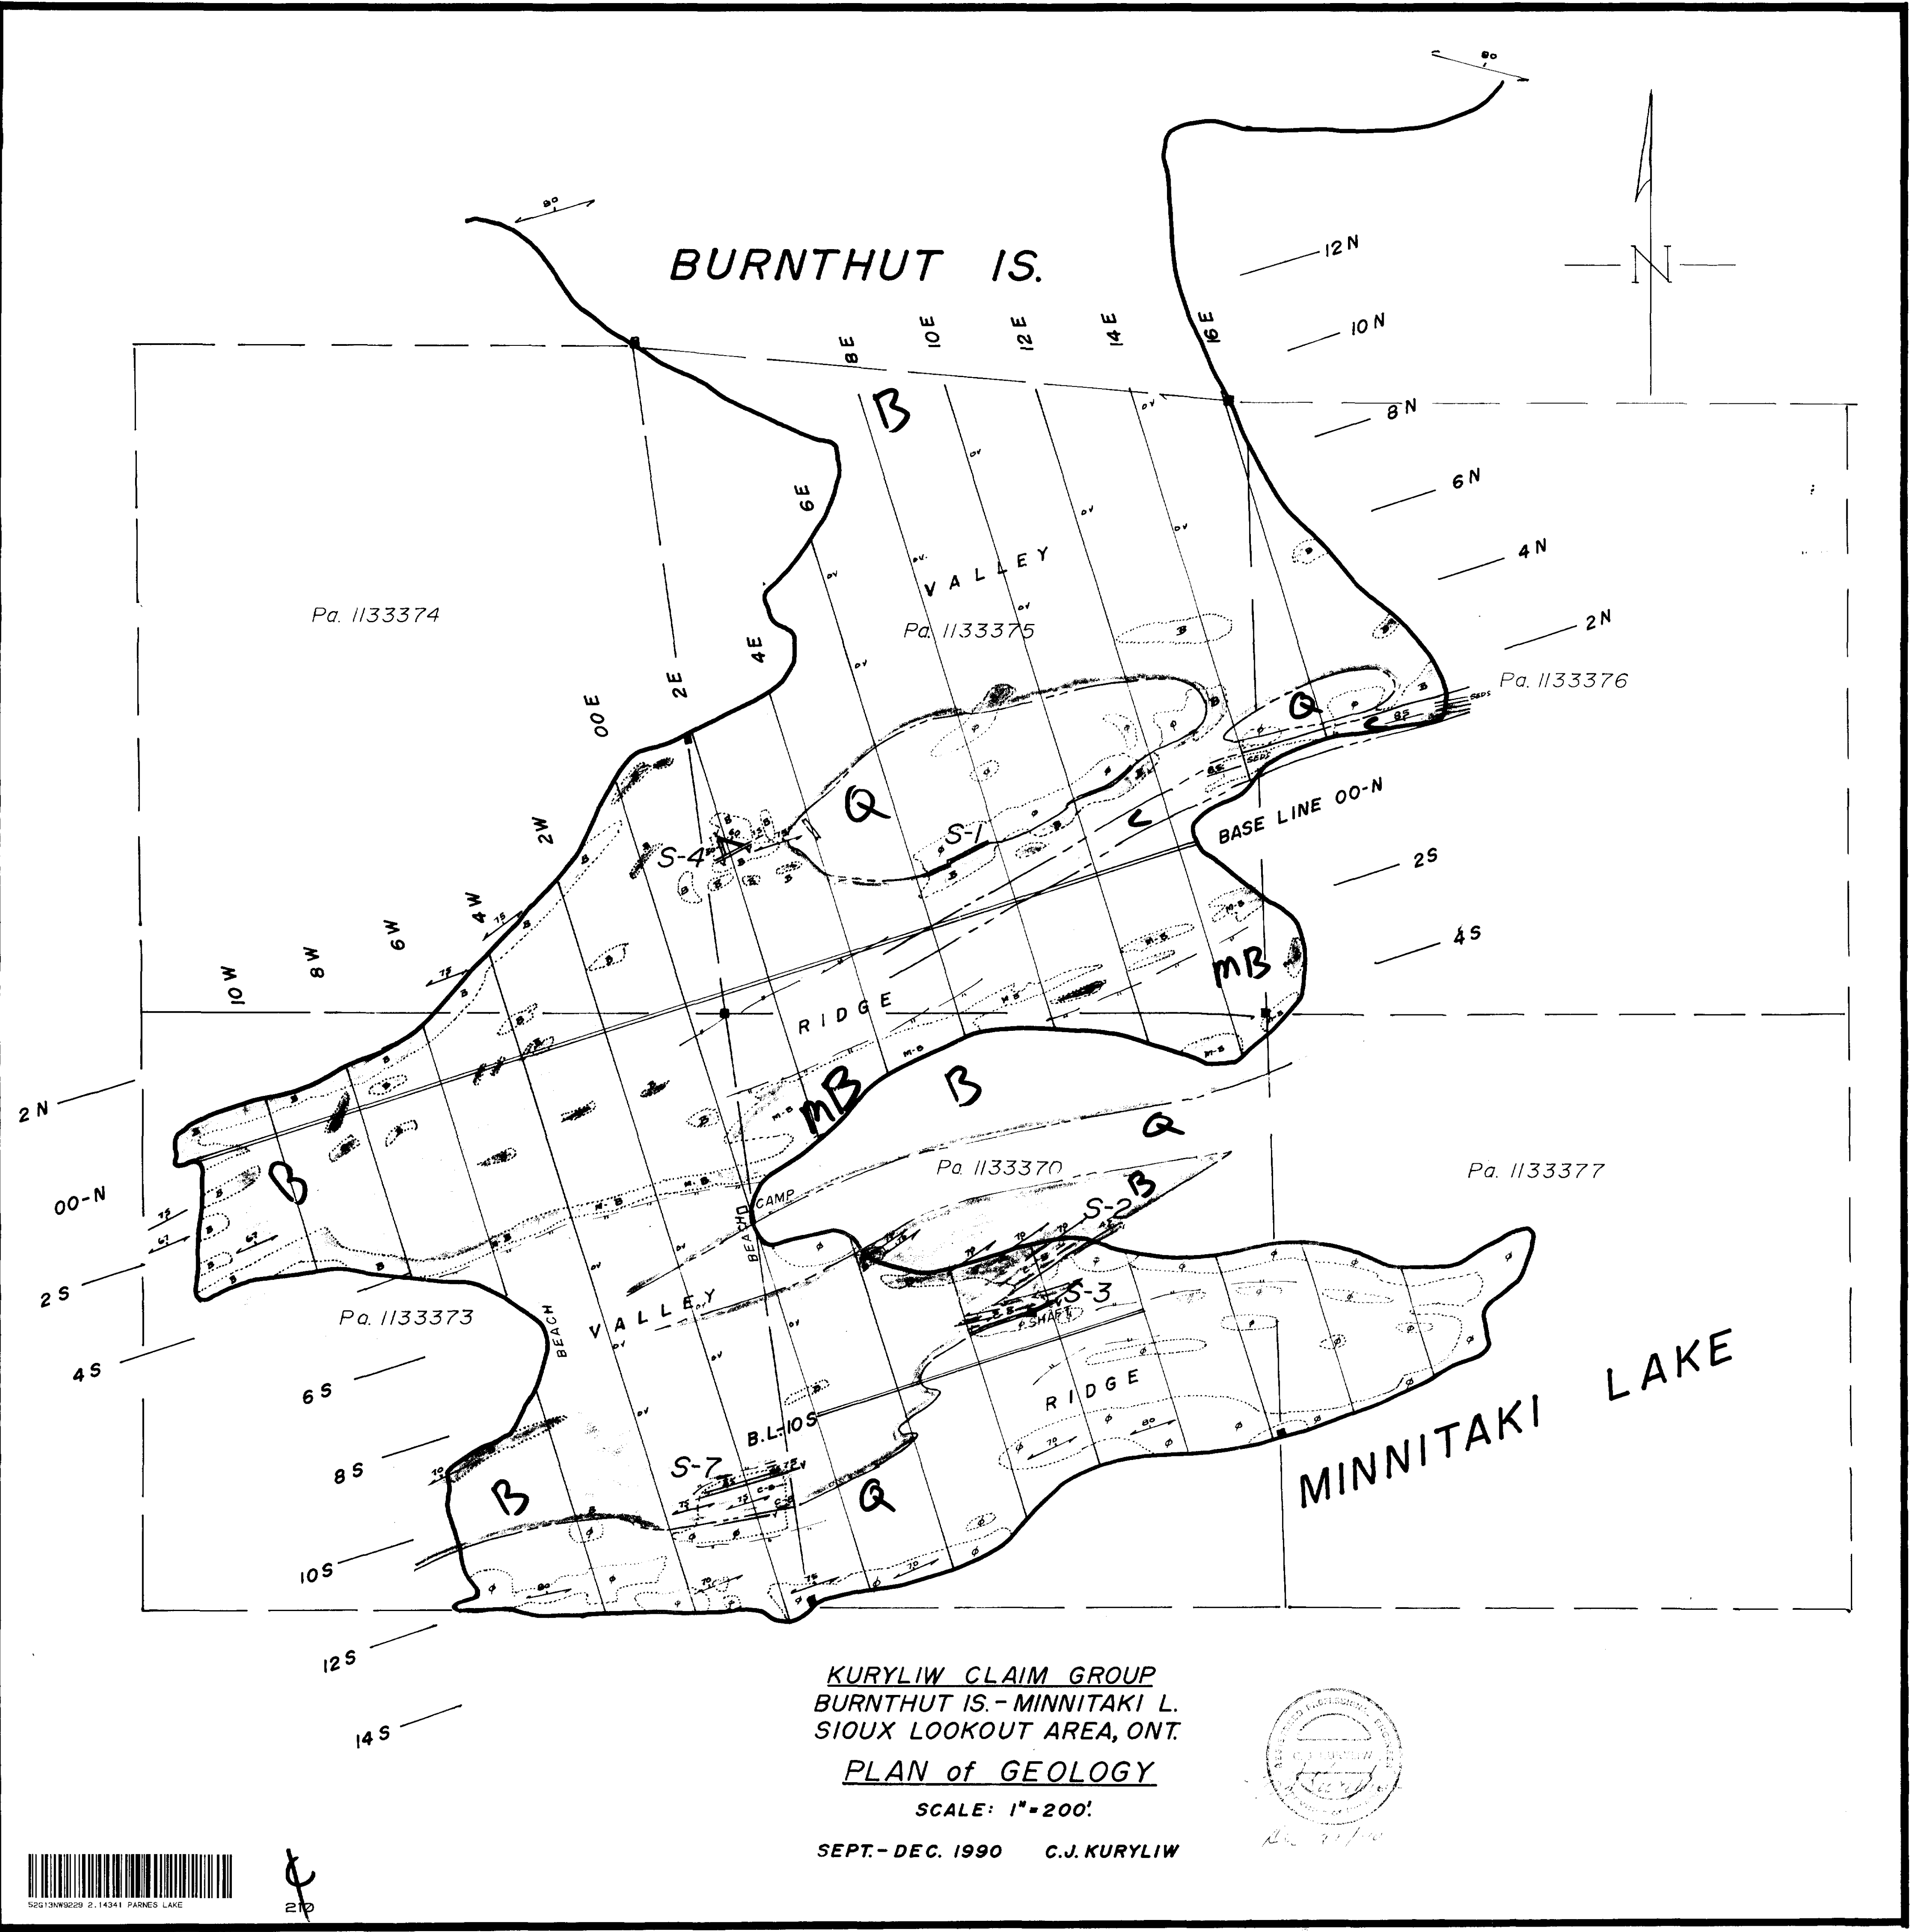 80
80
BURNTHUT IS.
N
12N
10N
8N
6N
4N
2N
8E
10E
12E
14E
16E
B
6E
4E
2E
00E
2W
4W
6W
8W
10W
VALLEY
Pa. 1133374
Pa. 1133375
Pa. 1133376
SEDS
85
Q
C
Q
S-1
S-4
C
BASE LINE 00-N
2S
4S
MB
RIDGE
MB
B
Q
2N
00-N
2S
4S
B
Pa. 1133370
Pa. 1133377
CAMP
BEACH
S-2
B
S-3
SHAFT
Pa. 1133373
BEACH
VALLEY
RIDGE
MINNITAKI LAKE
6S
8S
10S
12S
14S
B.L.-10S
S-7
B
Q
KURYLIW CLAIM GROUP
BURNTHUT IS. - MINNITAKI L.
SIOUX LOOKOUT AREA, ONT.
PLAN of GEOLOGY
SCALE: 1"=200'.
SEPT. - DEC. 1990 C.J. KURYLIW
52G13NW9229 2.14341 PARNES LAKE
210